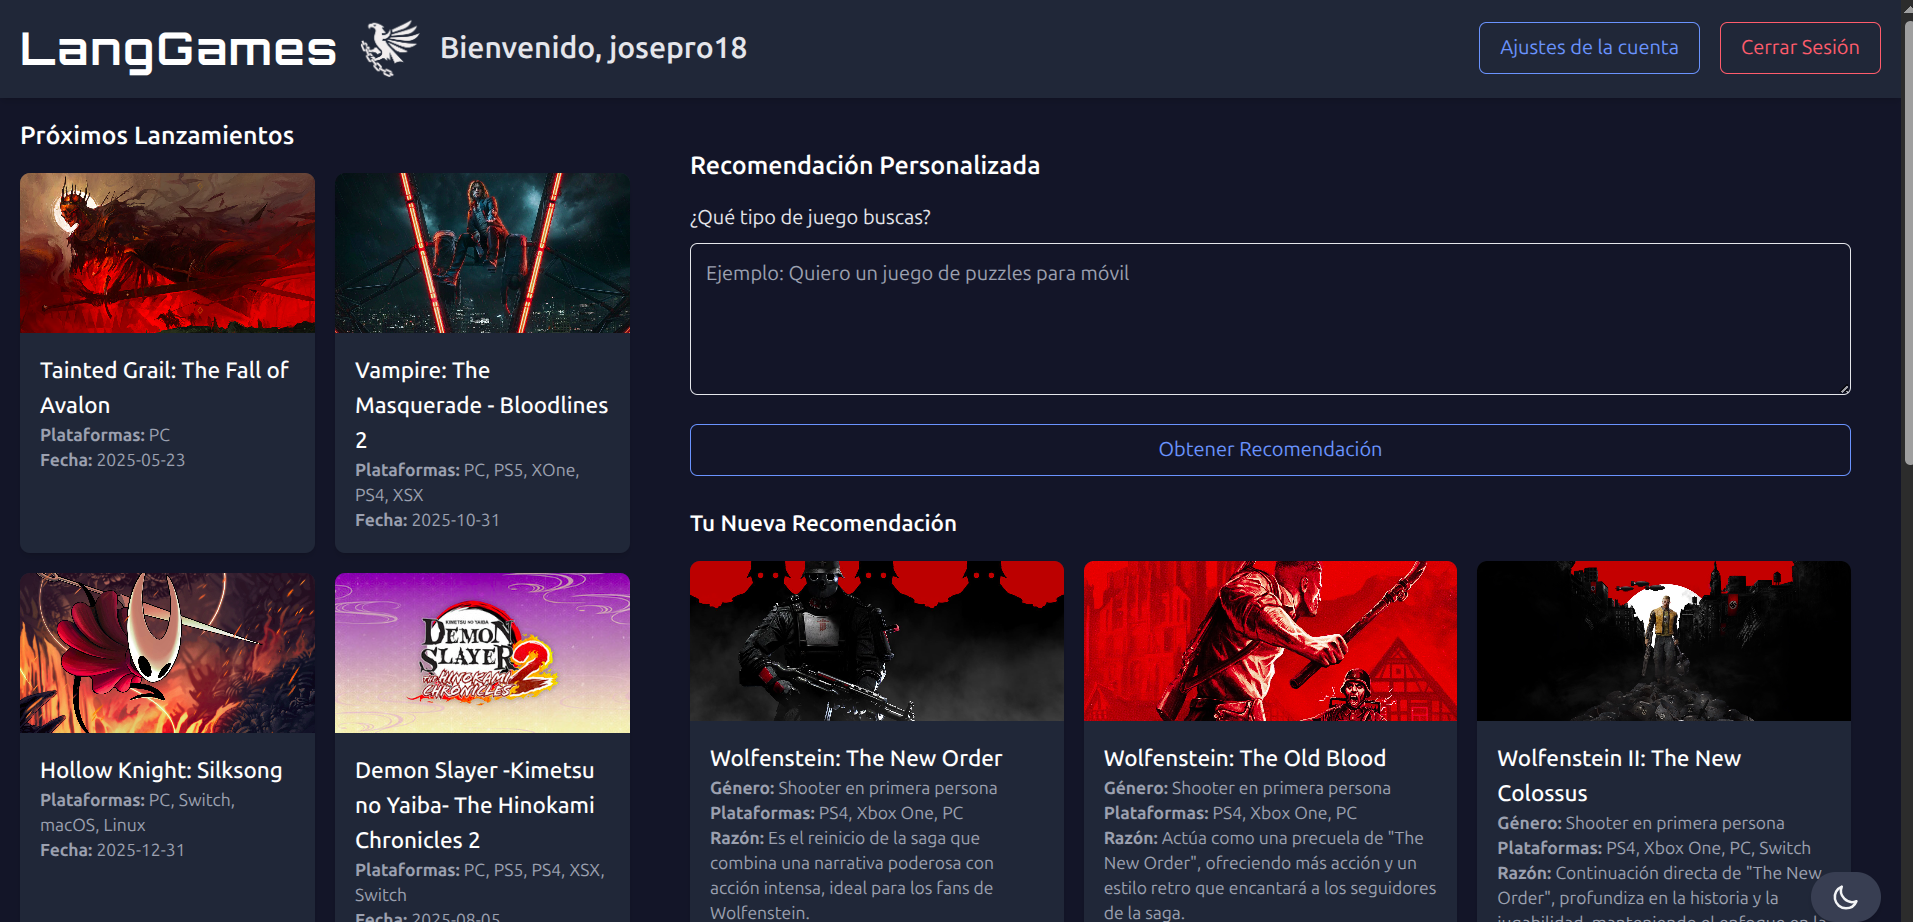 LangGames
Bienvenido, josepro18
Ajustes de la cuenta
Cerrar Sesión
Próximos Lanzamientos
Tainted Grail: The Fall of
Avalon
Plataformas: PC
Fecha: 2025-05-23
Vampire: The
Masquerade - Bloodlines
2
Plataformas: PC, PS5, XOne,
PS4, XSX
Fecha: 2025-10-31
Hollow Knight: Silksong
Plataformas: PC, Switch,
macOS, Linux
Fecha: 2025-12-31
KIMETSU NO YAIBA
DEMON
SLAYER
THE HINOKAMI
CHRONICLES 2
Demon Slayer -Kimetsu
no Yaiba- The Hinokami
Chronicles 2
Plataformas: PC, PS5, PS4, XSX,
Switch
Fecha: 2025-08-05
Recomendación Personalizada
¿Qué tipo de juego buscas?
Ejemplo: Quiero un juego de puzzles para móvil
Obtener Recomendación
Tu Nueva Recomendación
Wolfenstein: The New Order
Género: Shooter en primera persona
Plataformas: PS4, Xbox One, PC
Razón: Es el reinicio de la saga que
combina una narrativa poderosa con
acción intensa, ideal para los fans de
Wolfenstein.
Wolfenstein: The Old Blood
Género: Shooter en primera persona
Plataformas: PS4, Xbox One, PC
Razón: Actúa como una precuela de "The
New Order", ofreciendo más acción y un
estilo retro que encantará a los seguidores
de la saga.
Wolfenstein II: The New
Colossus
Género: Shooter en primera persona
Plataformas: PS4, Xbox One, PC, Switch
Razón: Continuación directa de "The New
Order", profundiza en la historia y la
jugabilidad, manteniendo el enfoque en la